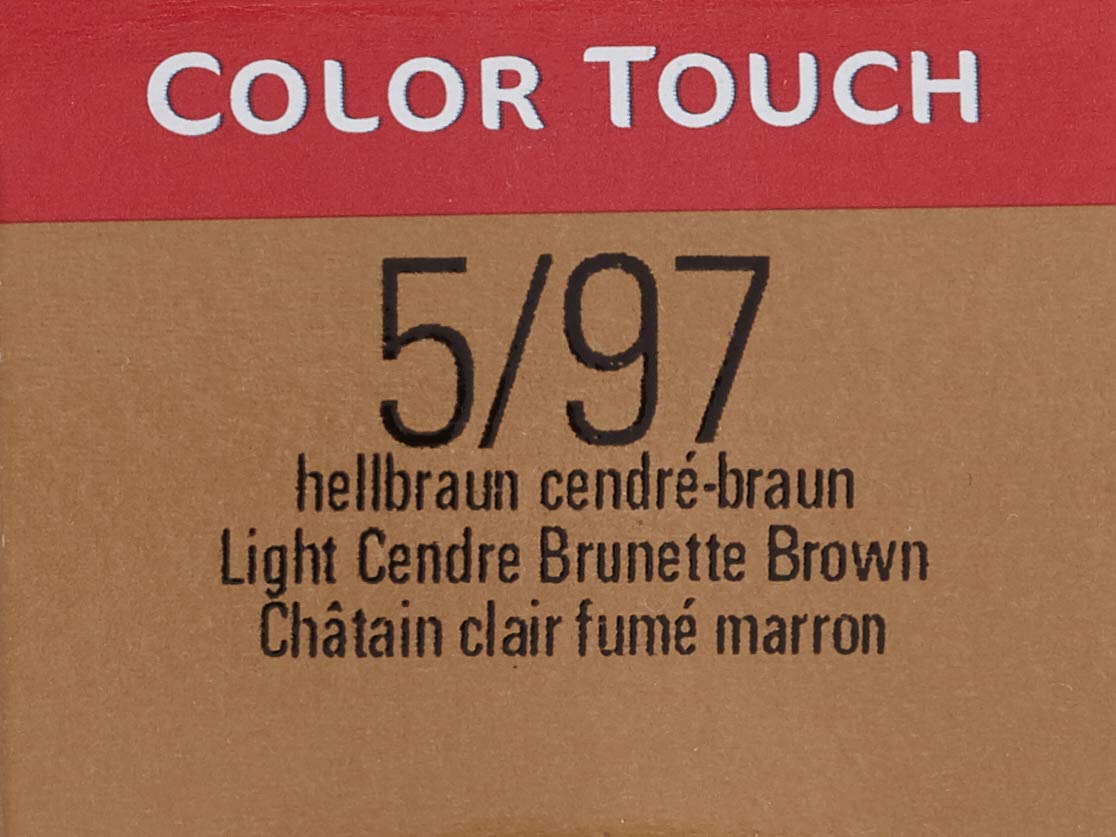 COLOR TOUCH
5/97
hellbraun cendré-braun
Light Cendre Brunette Brown
Châtain clair fumé marron